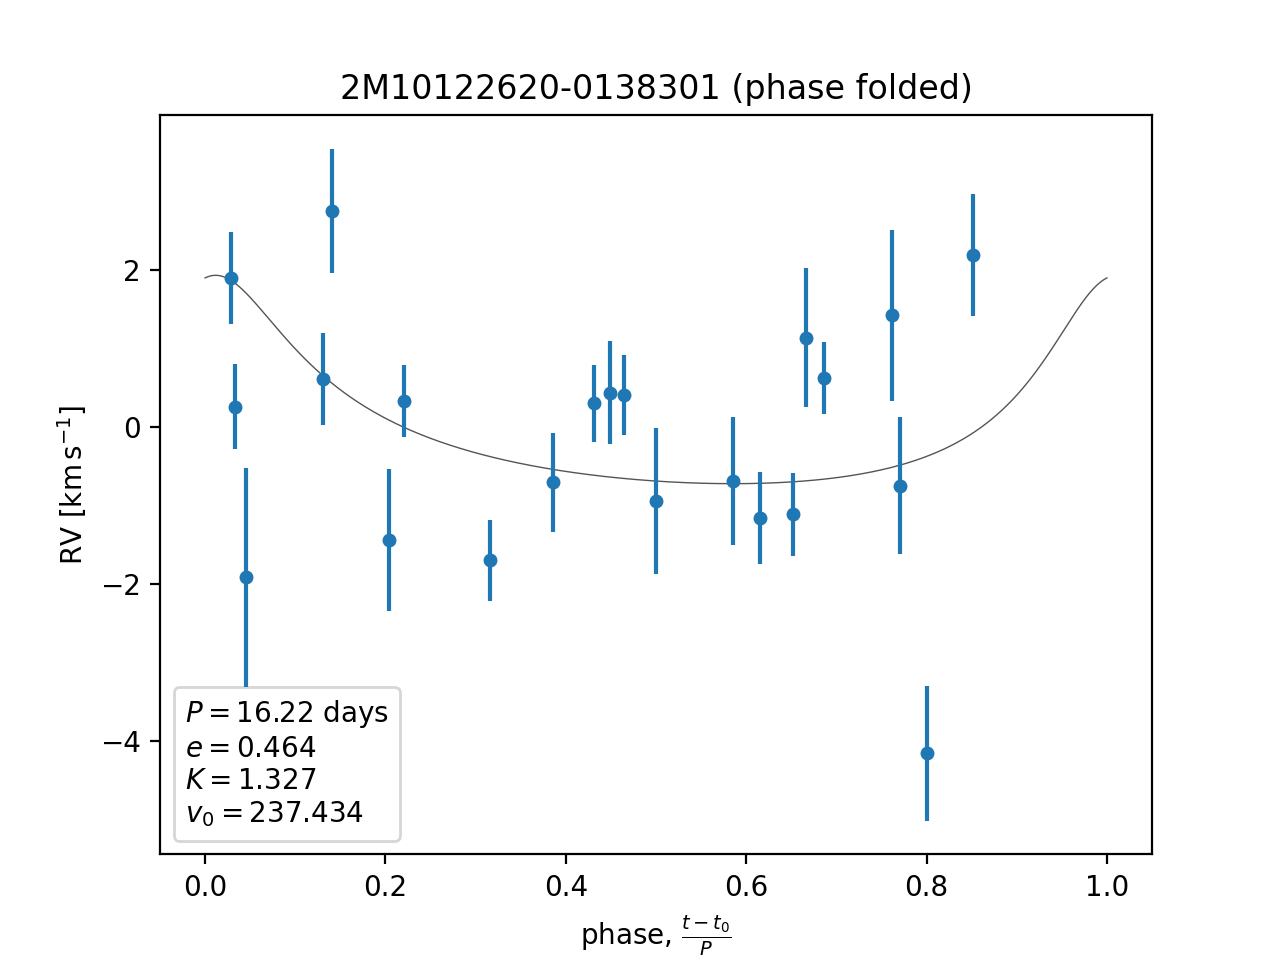 2M10122620-0138301 (phase folded)
RV [km s⁻¹]
2
0
−2
−4
P = 16.22 days
e = 0.464
K = 1.327
v₀ = 237.434
0.0 0.2 0.4 0.6 0.8 1.0
phase, (t − t₀)/P